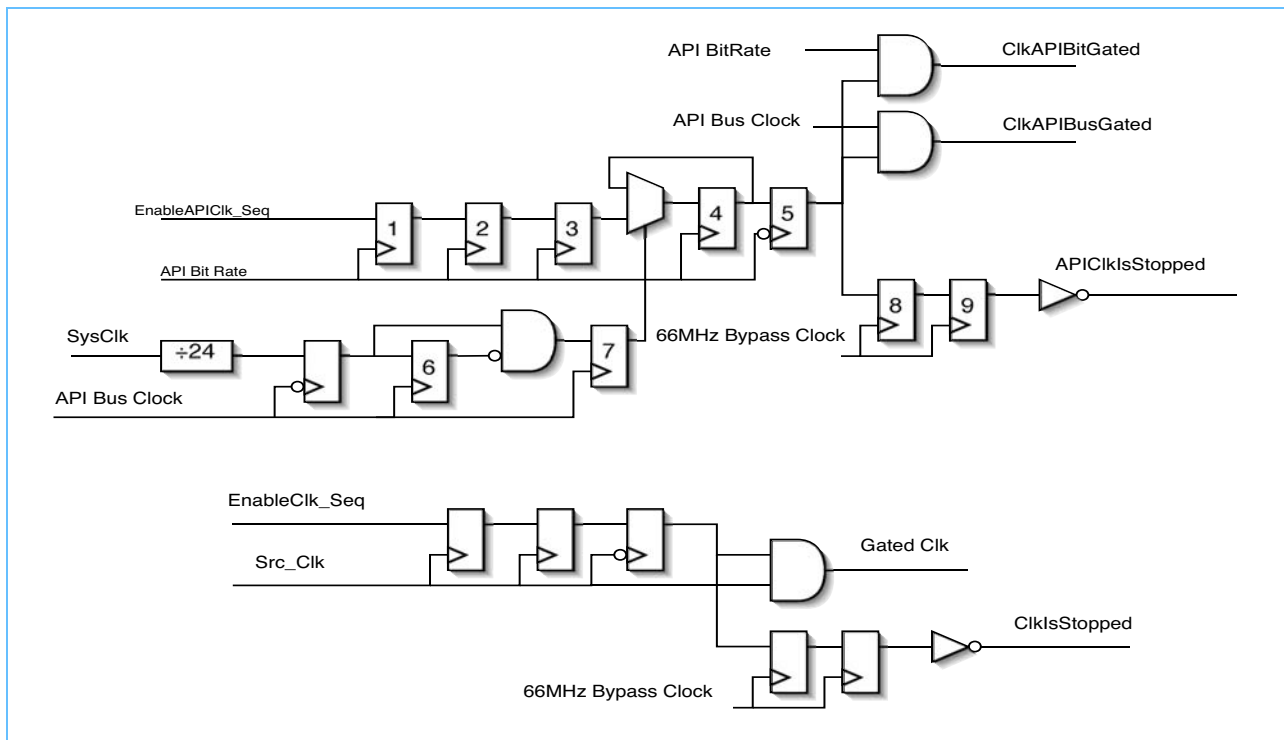 API BitRate
ClkAPIBitGated
API Bus Clock
ClkAPIBusGated
EnableAPIClk_Seq
1
2
3
4
5
API Bit Rate
APIClkIsStopped
8
9
66MHz Bypass Clock
SysClk
÷24
6
7
API Bus Clock
EnableClk_Seq
Src_Clk
Gated Clk
ClkIsStopped
66MHz Bypass Clock